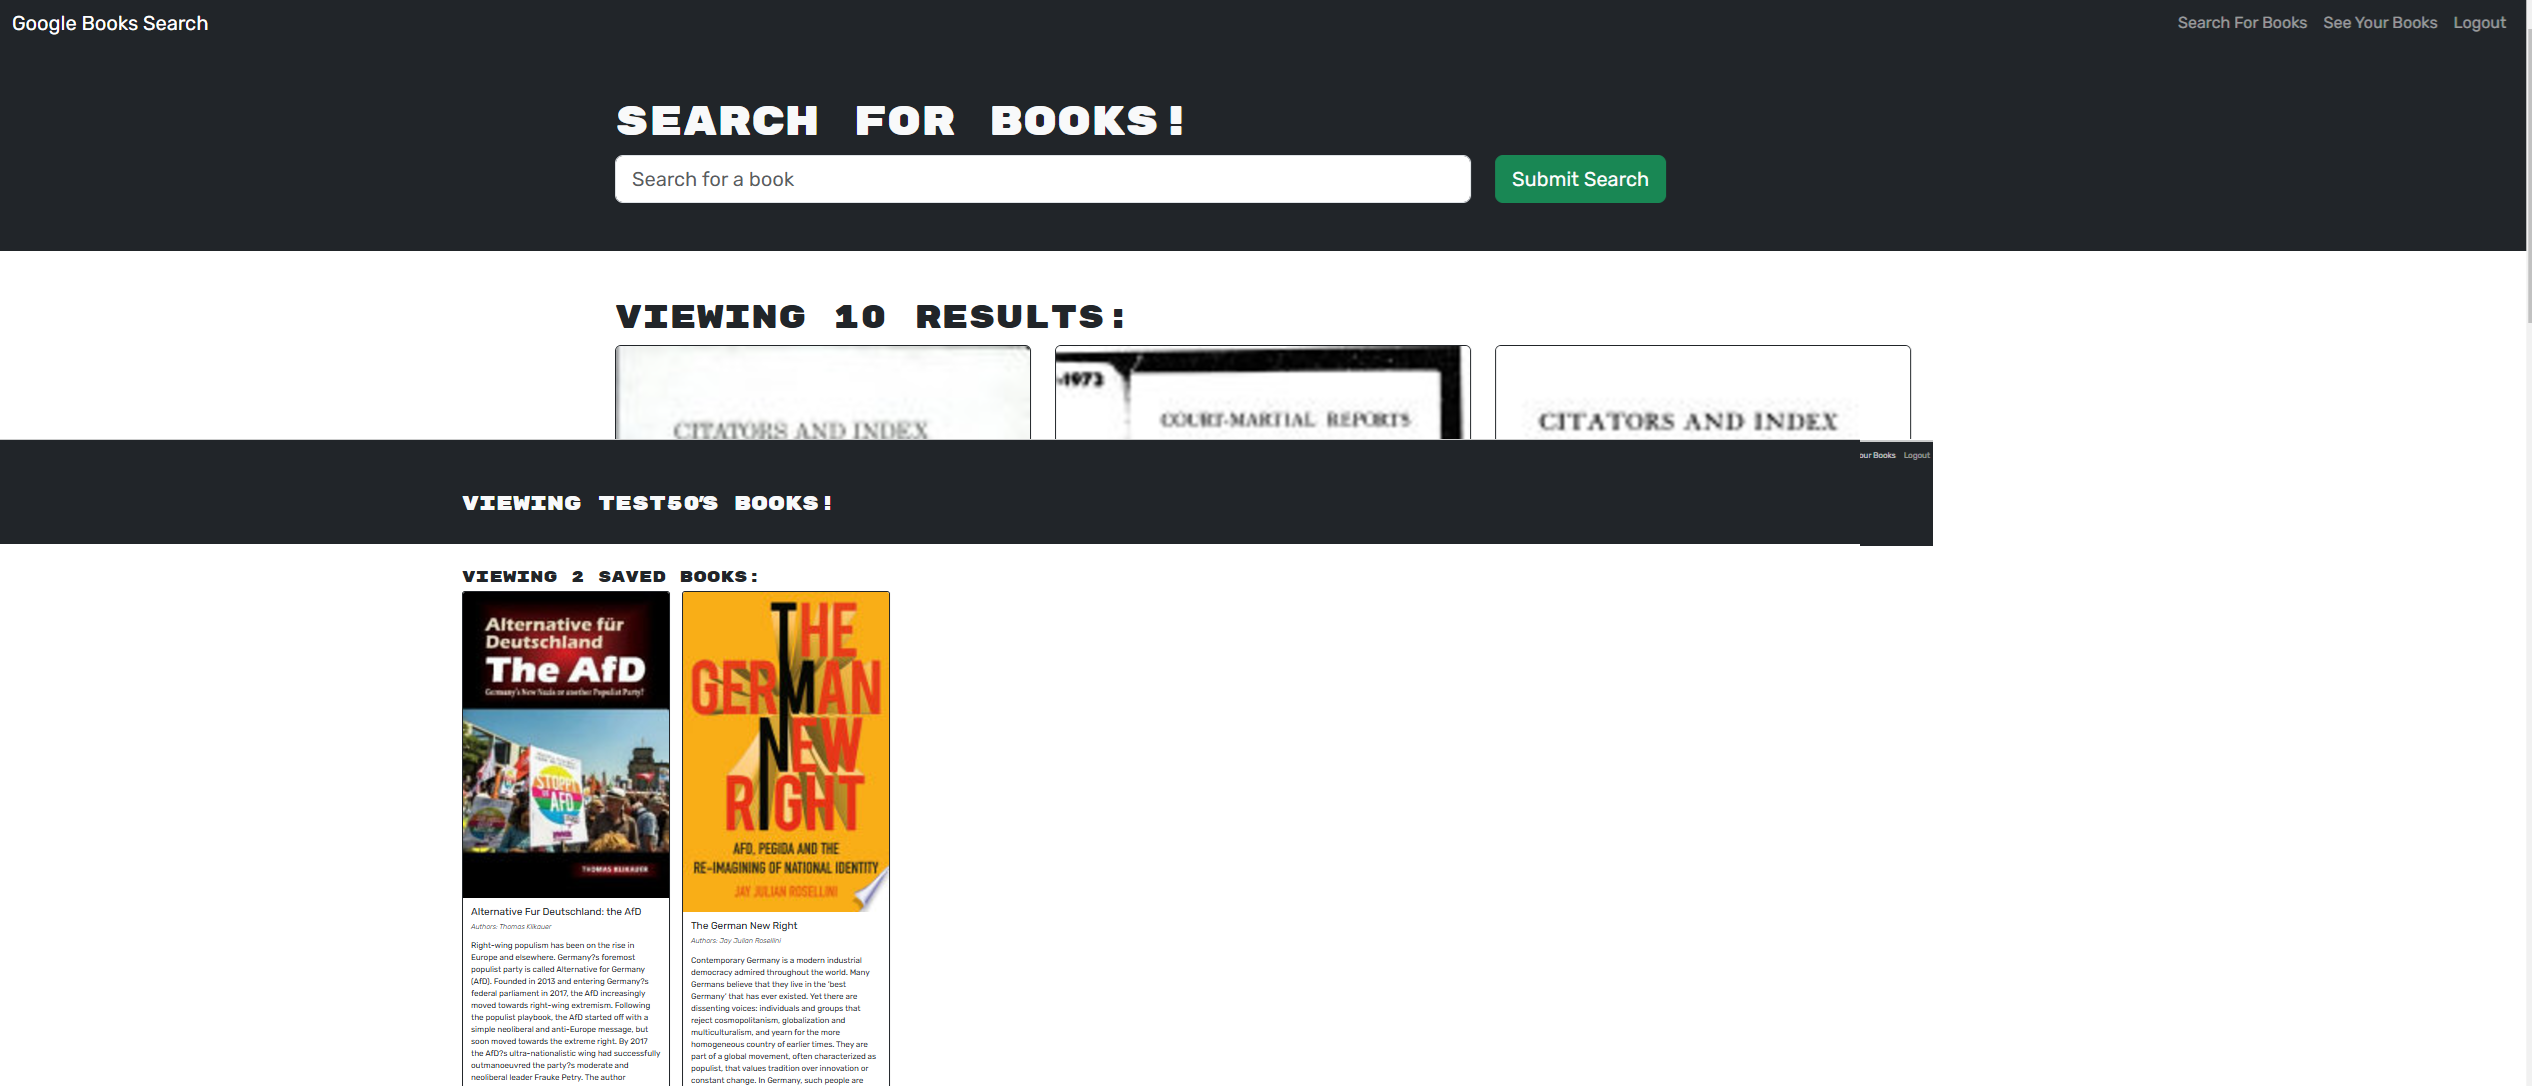 Google Books Search
Search For Books See Your Books Logout
SEARCH FOR BOOKS!
Search for a book
Submit Search
VIEWING 10 RESULTS:
CITATORS AND INDEX
-1973
COURT-MARTIAL REPORTS
CITATORS AND INDEX
our Books Logout
VIEWING TEST50'S BOOKS!
VIEWING 2 SAVED BOOKS:
Alternative für
Deutschland
The AfD
Germany's New Nazis or another Populist Party?
STOPPT
AFD
THOMAS KLIKAUER
Alternative Fur Deutschland: the AfD
Authors: Thomas Klikauer
Right-wing populism has been on the rise in
Europe and elsewhere. Germany?s foremost
populist party is called Alternative for Germany
(AfD). Founded in 2013 and entering Germany?s
federal parliament in 2017, the AfD increasingly
moved towards right-wing extremism. Following
the populist playbook, the AfD started off with a
simple neoliberal and anti-Europe message, but
soon moved towards the extreme right. By 2017
the AfD?s ultra-nationalistic wing had successfully
outmanoeuvred the party?s moderate and
neoliberal leader Frauke Petry. The author
THE
GERMAN
NEW
RIGHT
AFD, PEGIDA AND THE
RE-IMAGINING OF NATIONAL IDENTITY
JAY JULIAN ROSELLINI
The German New Right
Authors: Jay Julian Rosellini
Contemporary Germany is a modern industrial
democracy admired throughout the world. Many
Germans believe that they live in the 'best
Germany' that has ever existed. Yet there are
dissenting voices: individuals and groups that
reject cosmopolitanism, globalization and
multiculturalism, and yearn for the more
homogeneous country of earlier times. They are
part of a global movement, often characterized as
populist, that values tradition over innovation or
constant change. In Germany, such people are